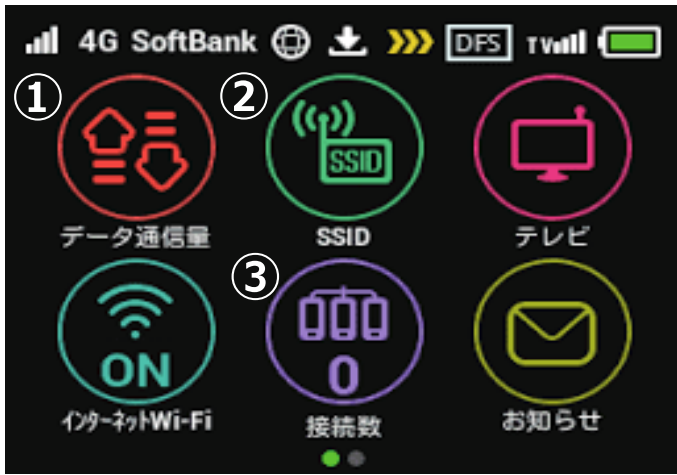 4G SoftBank DFS TV
① ②
SSID
データ通信量 SSID テレビ
③
ON 0
インターネットWi-Fi 接続数 お知らせ